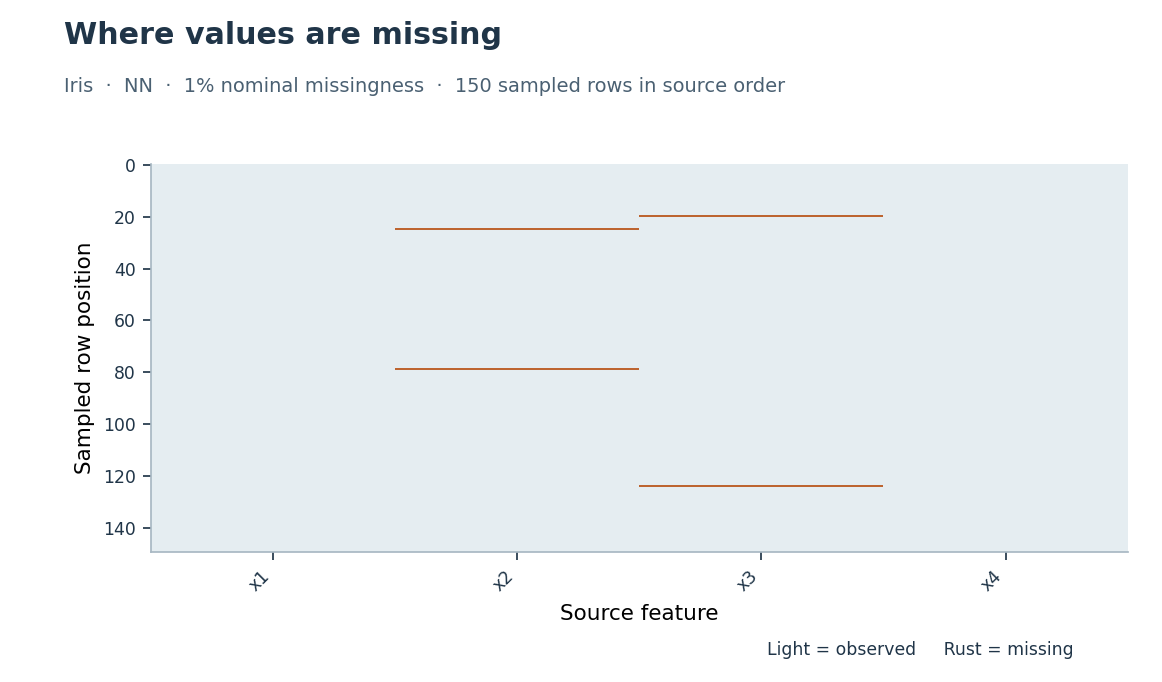 Where values are missing
Iris · NN · 1% nominal missingness · 150 sampled rows in source order
0
20
40
60
80
100
120
140
Sampled row position
x1
x2
x3
x4
Source feature
Light = observed Rust = missing